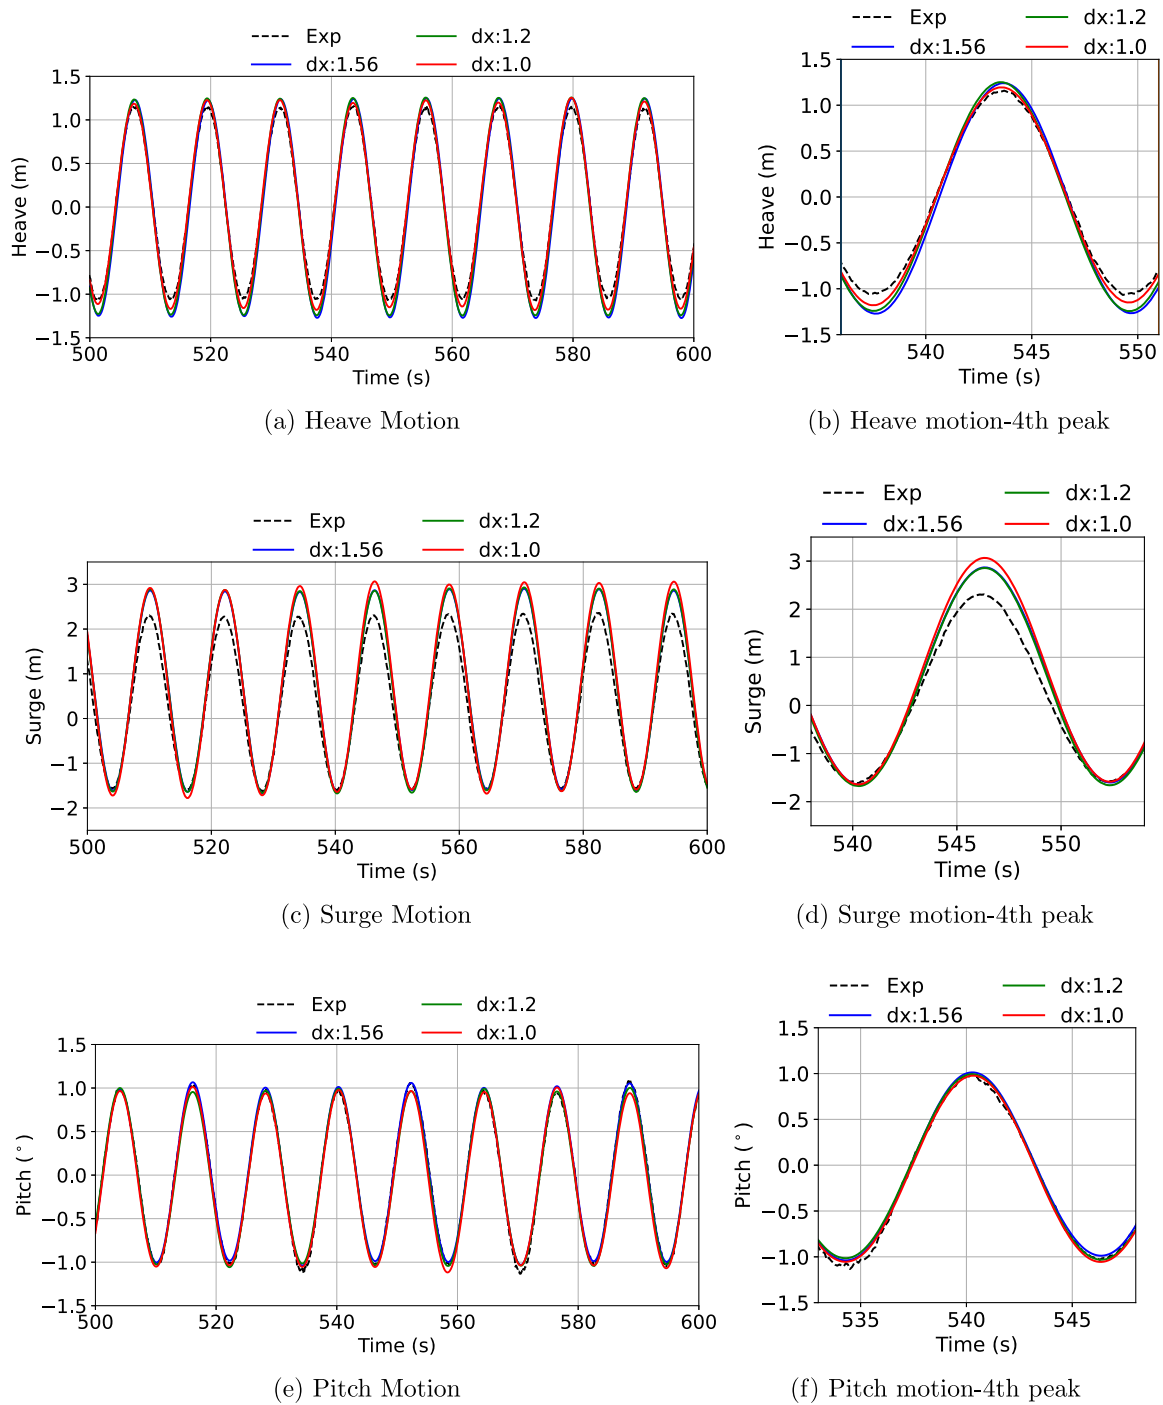 Exp dx:1.2
dx:1.56 dx:1.0
1.5
1.0
0.5
0.0
−0.5
−1.0
−1.5
Heave (m)
500 520 540 560 580 600
Time (s)
(a) Heave Motion
Exp dx:1.2
dx:1.56 dx:1.0
1.5
1.0
0.5
0.0
−0.5
−1.0
−1.5
Heave (m)
540 545 550
Time (s)
(b) Heave motion-4th peak
Exp dx:1.2
dx:1.56 dx:1.0
3
2
1
0
−1
−2
Surge (m)
500 520 540 560 580 600
Time (s)
(c) Surge Motion
Exp dx:1.2
dx:1.56 dx:1.0
3
2
1
0
−1
−2
Surge (m)
540 545 550
Time (s)
(d) Surge motion-4th peak
Exp dx:1.2
dx:1.56 dx:1.0
1.5
1.0
0.5
0.0
−0.5
−1.0
−1.5
Pitch (°)
500 520 540 560 580 600
Time (s)
(e) Pitch Motion
Exp dx:1.2
dx:1.56 dx:1.0
1.5
1.0
0.5
0.0
−0.5
−1.0
−1.5
Pitch (°)
535 540 545
Time (s)
(f) Pitch motion-4th peak